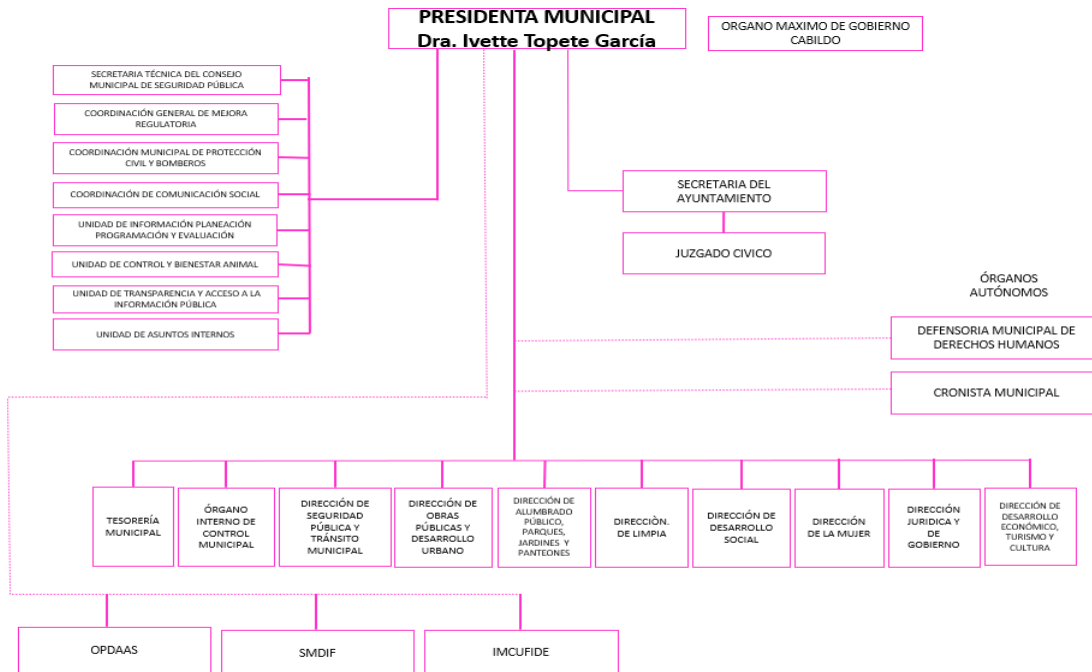 PRESIDENTA MUNICIPAL
Dra. Ivette Topete García
ORGANO MAXIMO DE GOBIERNO
CABILDO
SECRETARIA TÉCNICA DEL CONSEJO
MUNICIPAL DE SEGURIDAD PÚBLICA
COORDINACIÓN GENERAL DE MEJORA
REGULATORIA
COORDINACIÓN MUNICIPAL DE PROTECCIÓN
CIVIL Y BOMBEROS
COORDINACIÓN DE COMUNICACIÓN SOCIAL
UNIDAD DE INFORMACIÓN PLANEACIÓN
PROGRAMACIÓN Y EVALUACIÓN
UNIDAD DE CONTROL Y BIENESTAR ANIMAL
UNIDAD DE TRANSPARENCIA Y ACCESO A LA
INFORMACIÓN PÚBLICA
UNIDAD DE ASUNTOS INTERNOS
SECRETARIA DEL
AYUNTAMIENTO
JUZGADO CIVICO
ÓRGANOS
AUTÓNOMOS
DEFENSORIA MUNICIPAL DE
DERECHOS HUMANOS
CRONISTA MUNICIPAL
TESORERÍA
MUNICIPAL
ÓRGANO
INTERNO DE
CONTROL
MUNICIPAL
DIRECCIÓN DE
SEGURIDAD
PÚBLICA Y
TRÁNSITO
MUNICIPAL
DIRECCIÓN DE
OBRAS
PÚBLICAS Y
DESARROLLO
URBANO
DIRECCIÓN DE
ALUMBRADO
PÚBLICO,
PARQUES,
JARDINES Y
PANTEONES
DIRECCIÒN.
DE LIMPIA
DIRECCIÓN DE
DESARROLLO
SOCIAL
DIRECCIÓN
DE LA MUJER
DIRECCIÓN
JURIDICA Y
DE
GOBIERNO
DIRECCIÓN DE
DESARROLLO
ECONÓMICO,
TURISMO Y
CULTURA
OPDAAS
SMDIF
IMCUFIDE